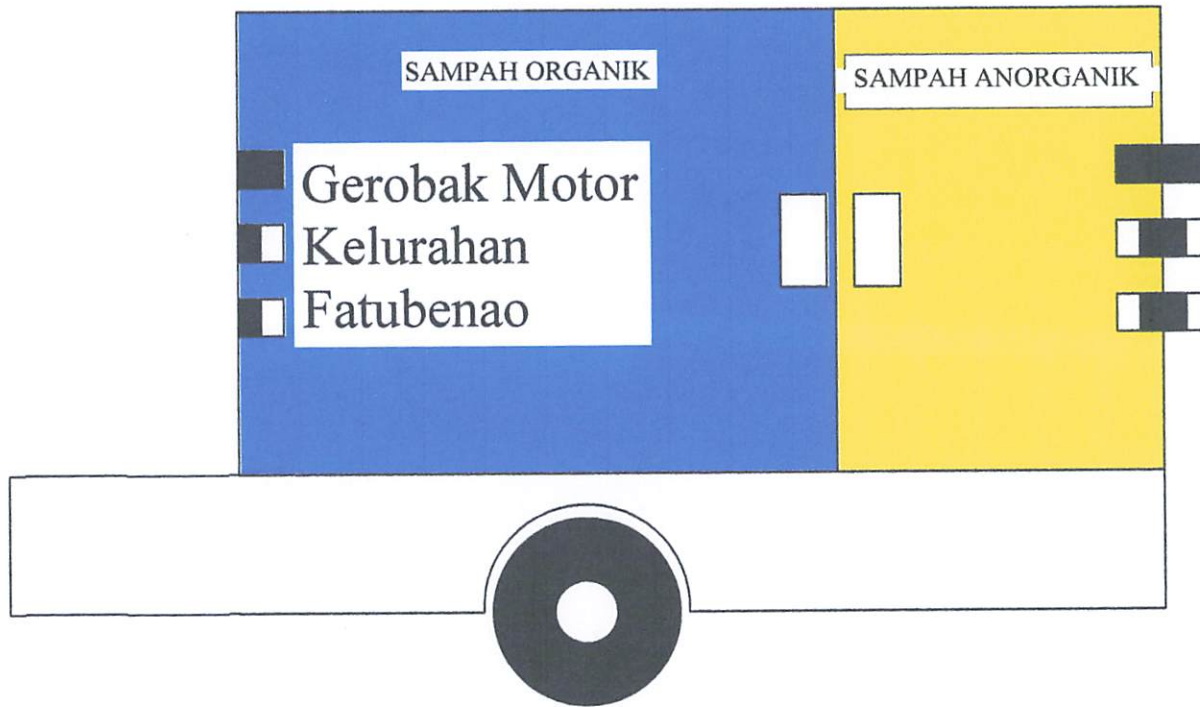 SAMPAH ORGANIK
SAMPAH ANORGANIK
Gerobak Motor
Kelurahan
Fatubenao